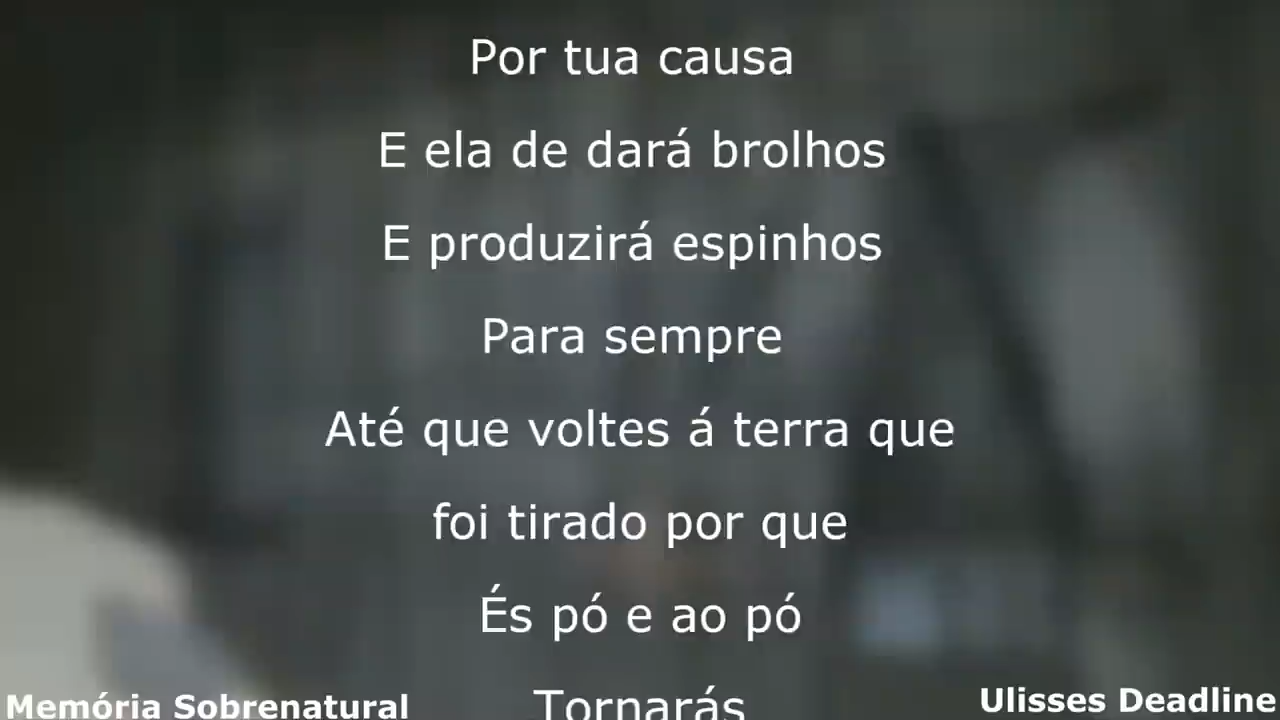 Por tua causa
E ela de dará brolhos
E produzirá espinhos
Para sempre
Até que voltes á terra que
foi tirado por que
És pó e ao pó
Tornarás
Memória Sobrenatural
Ulisses Deadline